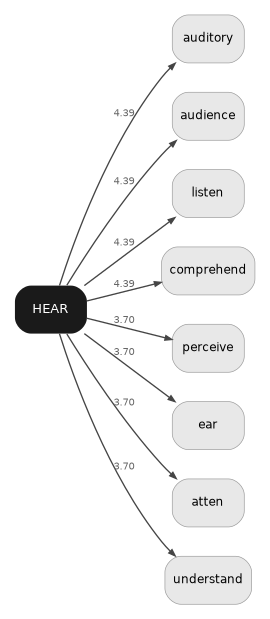 auditory
4.39
audience
4.39
listen
4.39
comprehend
4.39
HEAR
perceive
3.70
3.70
ear
3.70
atten
3.70
understand